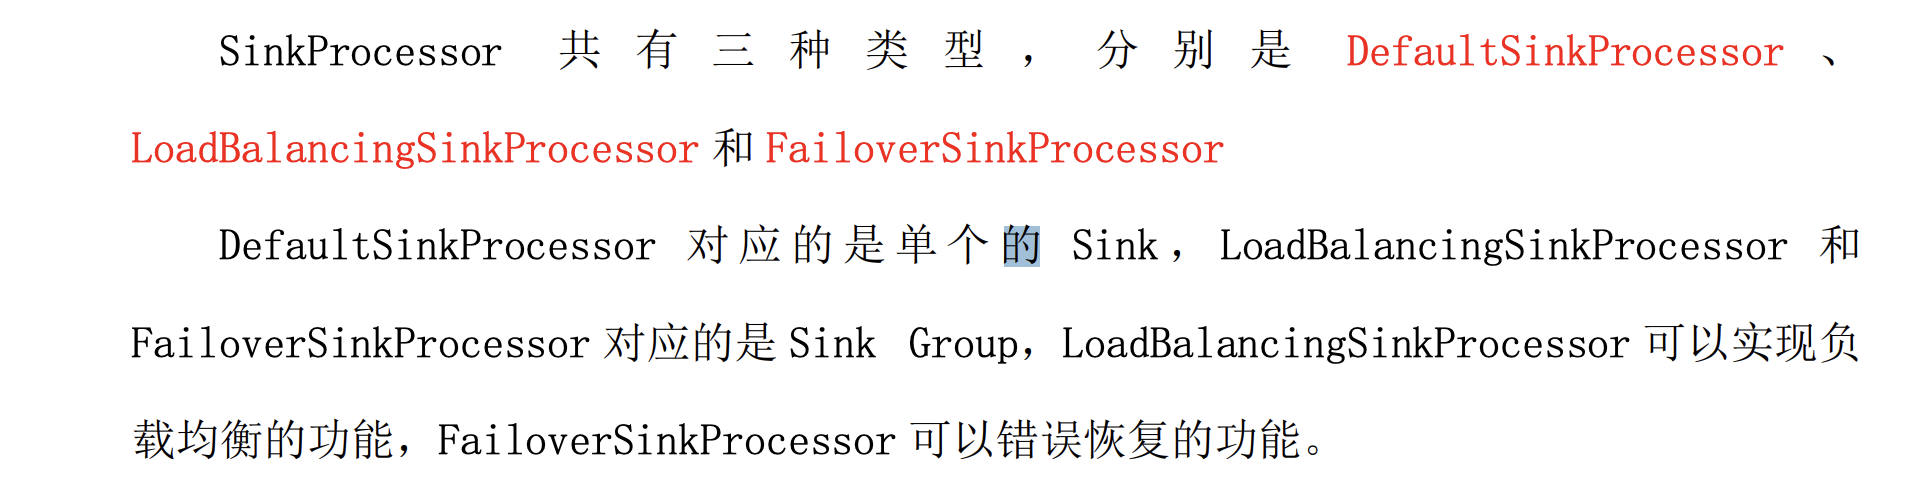 SinkProcessor 共有三种类型，分别是 DefaultSinkProcessor、
LoadBalancingSinkProcessor 和 FailoverSinkProcessor
DefaultSinkProcessor 对应的是单个的 Sink，LoadBalancingSinkProcessor 和
FailoverSinkProcessor 对应的是 Sink Group，LoadBalancingSinkProcessor 可以实现负
载均衡的功能，FailoverSinkProcessor 可以错误恢复的功能。